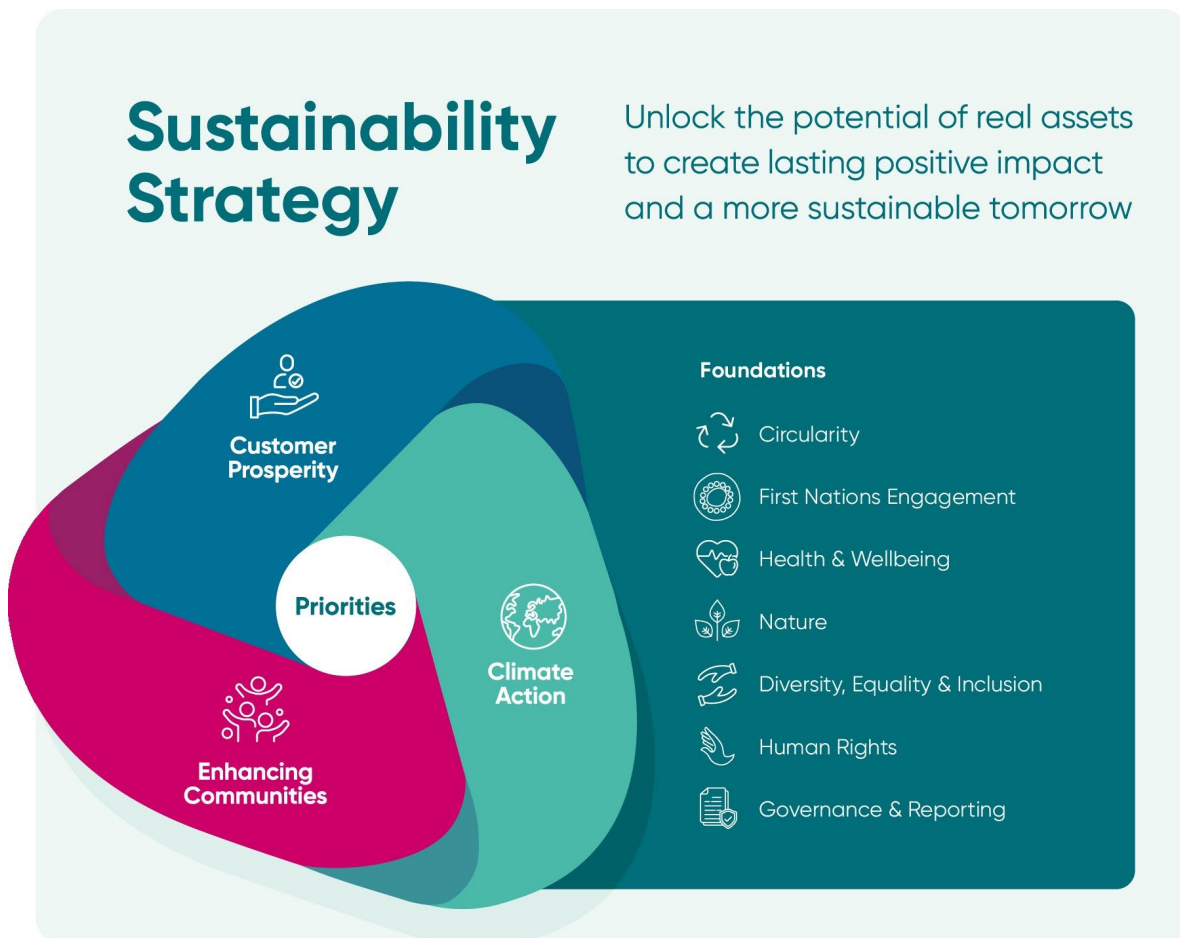 Sustainability
Strategy
Unlock the potential of real assets
to create lasting positive impact
and a more sustainable tomorrow
Customer
Prosperity
Priorities
Climate
Action
Enhancing
Communities
Foundations
Circularity
First Nations Engagement
Health & Wellbeing
Nature
Diversity, Equality & Inclusion
Human Rights
Governance & Reporting